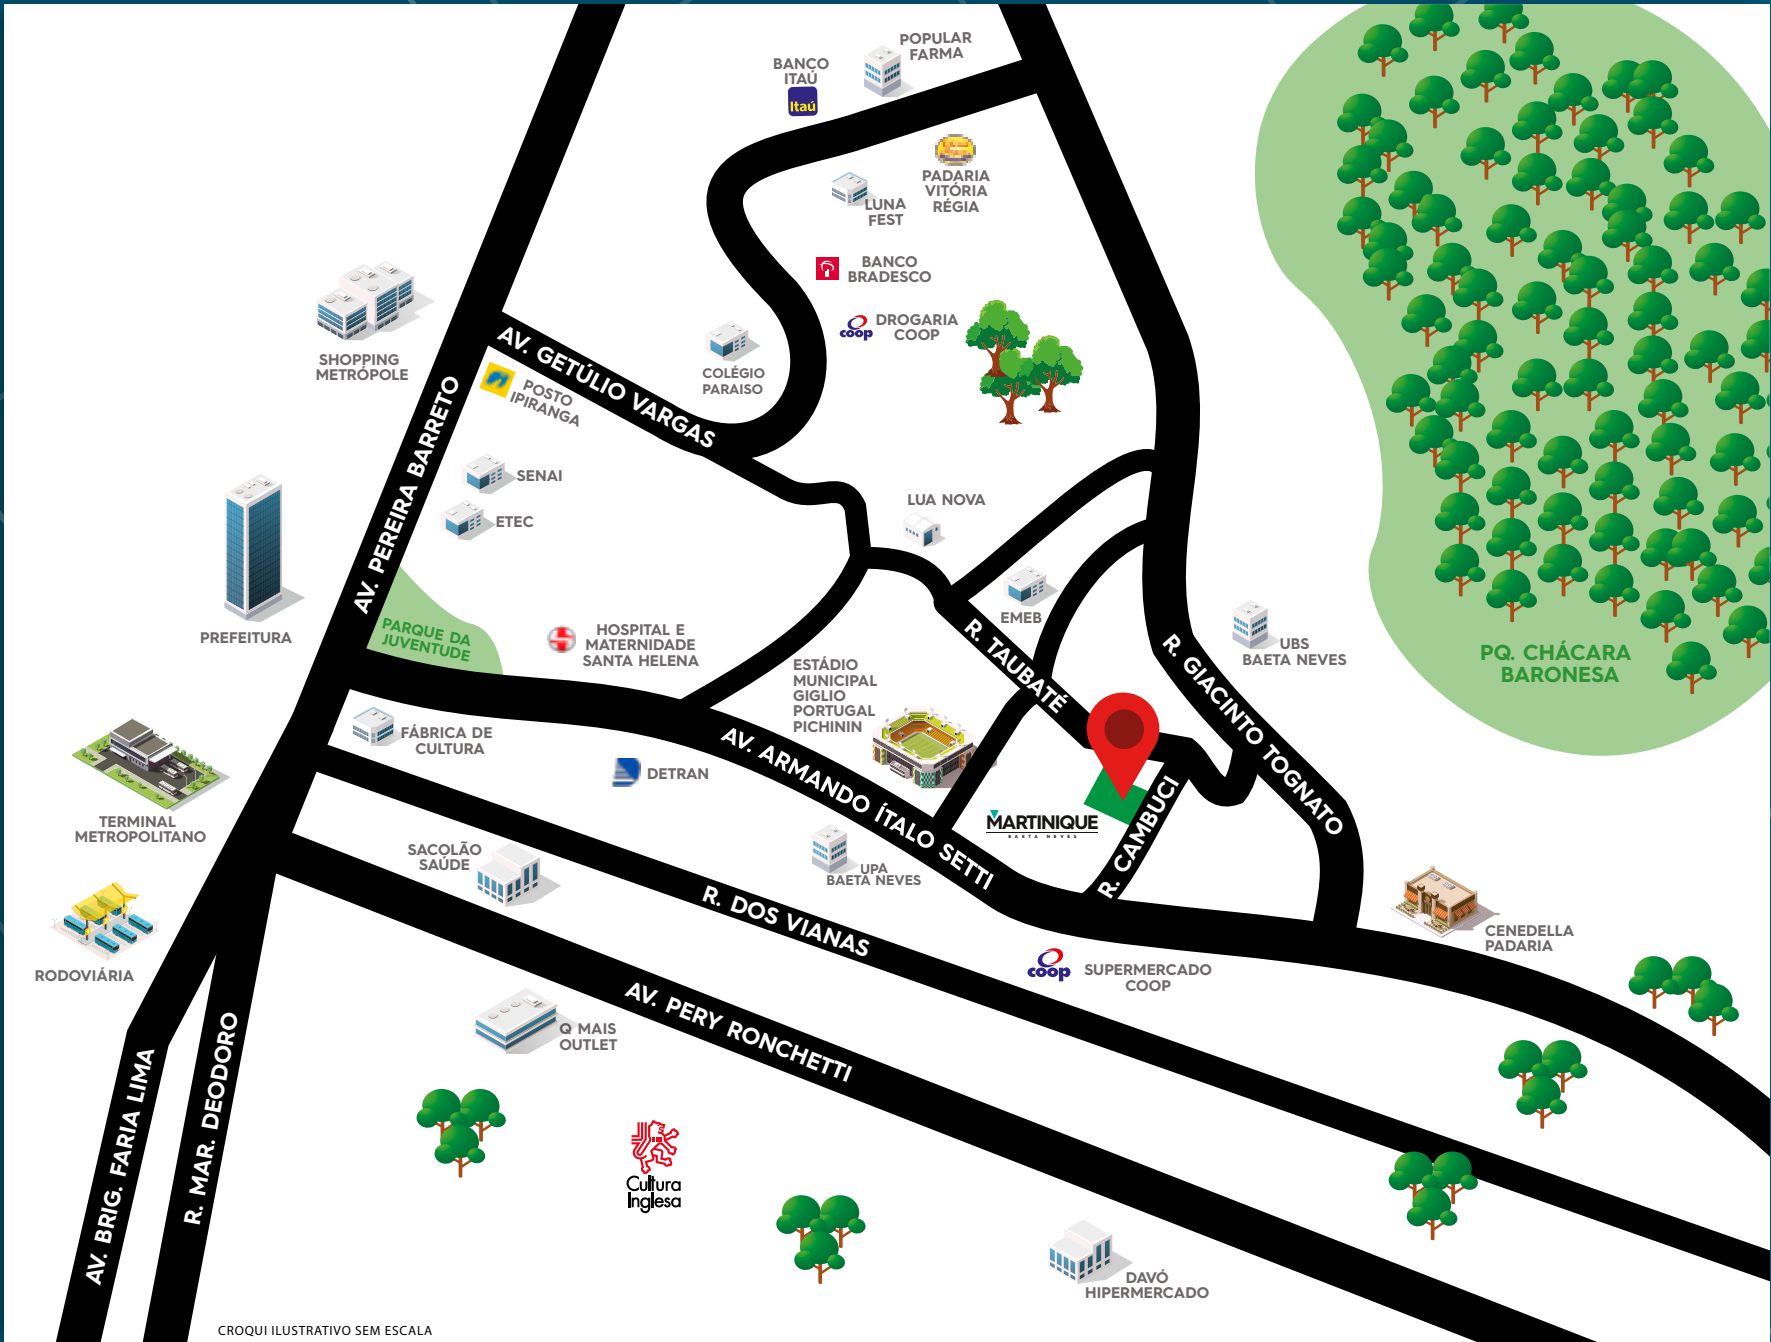 POPULAR
FARMA
BANCO
ITAÚ
Itaú
PADARIA
VITÓRIA
RÉGIA
LUNA
FEST
BANCO
BRADESCO
coop
DROGARIA
COOP
SHOPPING
METRÓPOLE
AV. GETÚLIO VARGAS
COLÉGIO
PARAISO
POSTO
IPIRANGA
AV. PEREIRA BARRETO
SENAI
ETEC
LUA NOVA
PREFEITURA
PARQUE DA
JUVENTUDE
HOSPITAL E
MATERNIDADE
SANTA HELENA
EMEB
R. TAUBATÉ
R. GIACINTO TOGNATO
UBS
BAETA NEVES
PQ. CHÁCARA
BARONESA
ESTÁDIO
MUNICIPAL
GIGLIO
PORTUGAL
PICHININ
FÁBRICA DE
CULTURA
DETRAN
AV. ARMANDO ÍTALO SETTI
TERMINAL
METROPOLITANO
MARTINIQUE
BAETA NEVES
R. CAMBUCI
SACOLÃO
SAÚDE
UPA
BAETA NEVES
R. DOS VIANAS
CENEDELLA
PADARIA
RODOVIÁRIA
coop
SUPERMERCADO
COOP
AV. PERY RONCHETTI
Q MAIS
OUTLET
AV. BRIG. FARIA LIMA
R. MAR. DEODORO
Cultura
Inglesa
DAVÓ
HIPERMERCADO
CROQUI ILUSTRATIVO SEM ESCALA